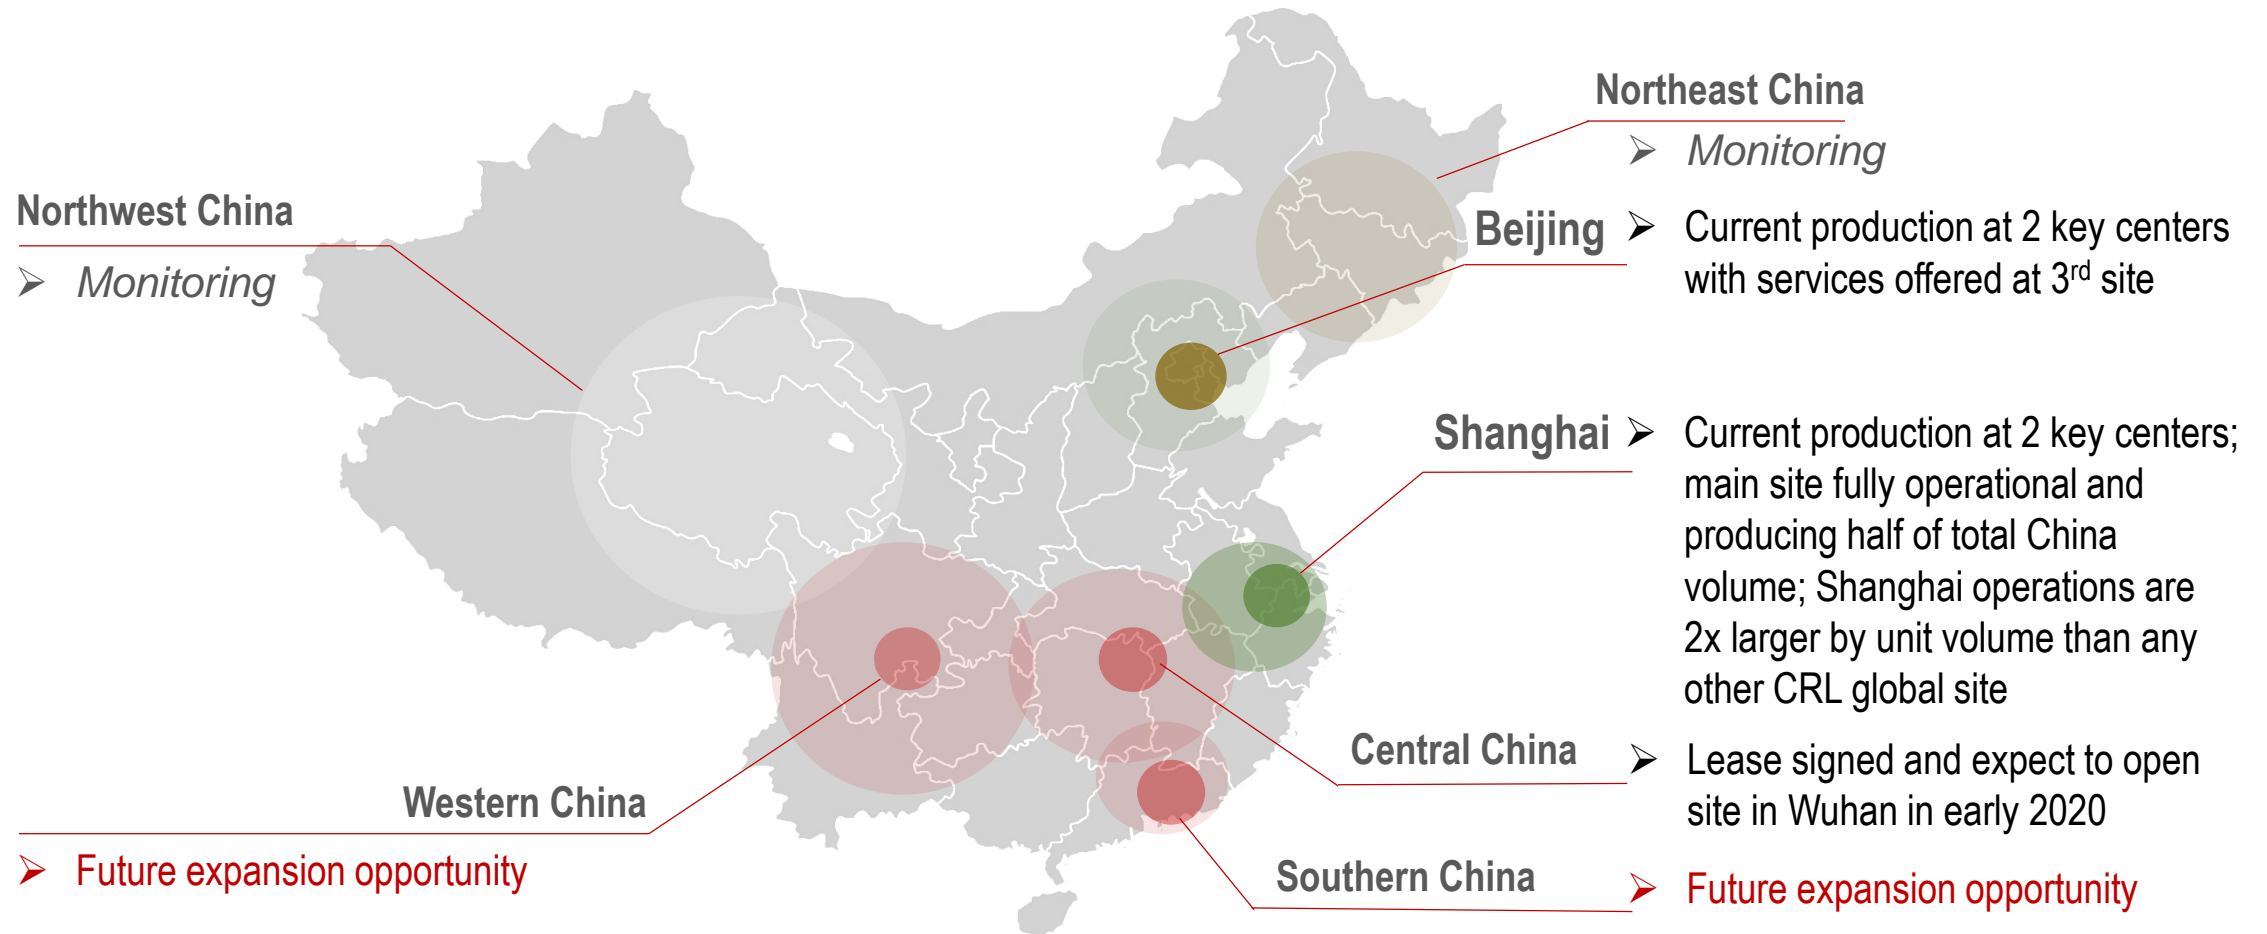 Northeast China
➢ Monitoring
Northwest China
➢ Monitoring
Beijing
➢ Current production at 2 key centers
with services offered at 3rd site
Shanghai
➢ Current production at 2 key centers;
main site fully operational and
producing half of total China
volume; Shanghai operations are
2x larger by unit volume than any
other CRL global site
Central China
➢ Lease signed and expect to open
site in Wuhan in early 2020
Western China
➢ Future expansion opportunity
Southern China
➢ Future expansion opportunity